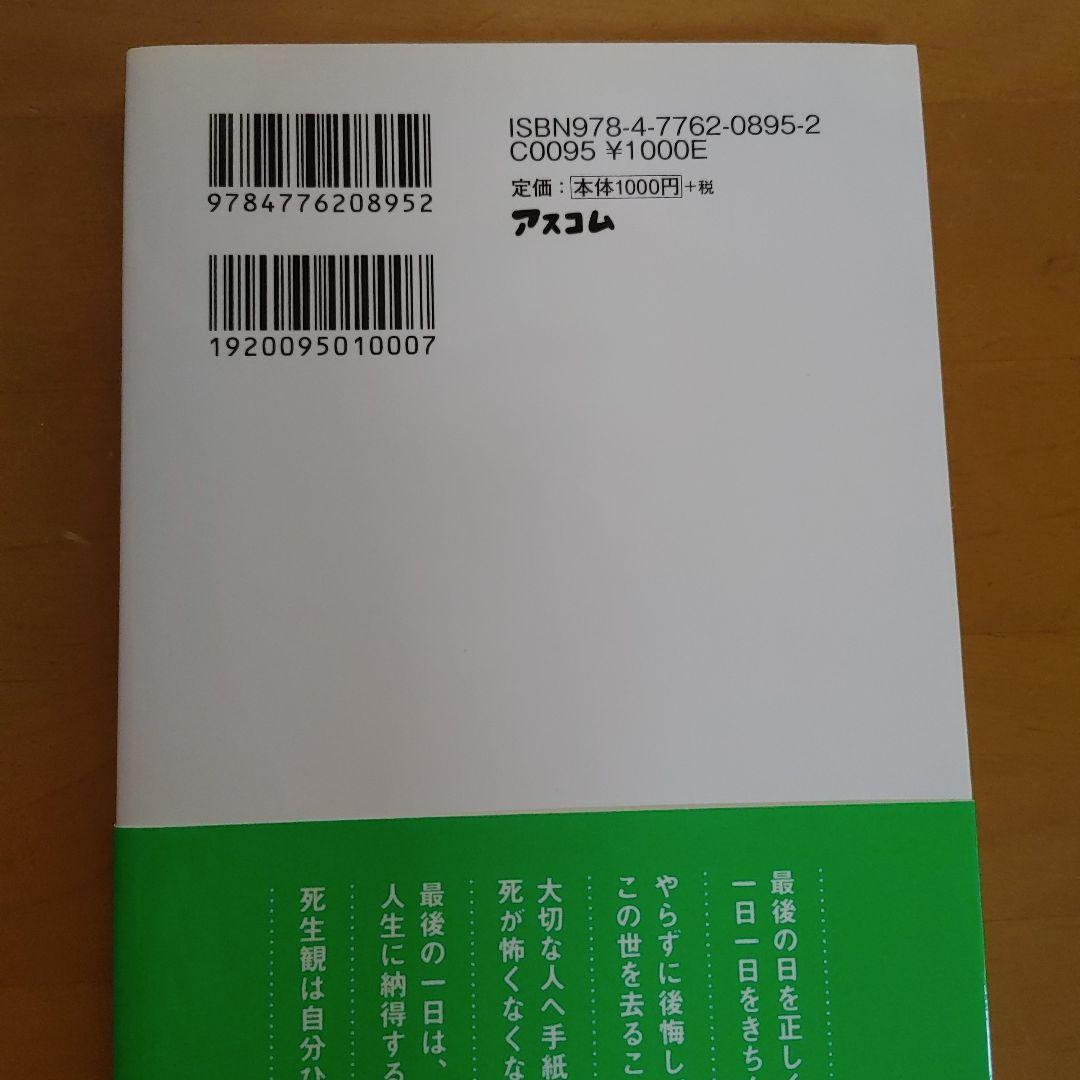 9784776208952
1920095010007
ISBN978-4-7762-0895-2
C0095 ¥1000E
定価：本体1000円+税
アスコム
最後の日を正し
一日一日をきち
やらずに後悔し
この世を去るこ
大切な人へ手紙
死が怖くなくな
最後の一日は、
人生に納得する
死生観は自分ひ